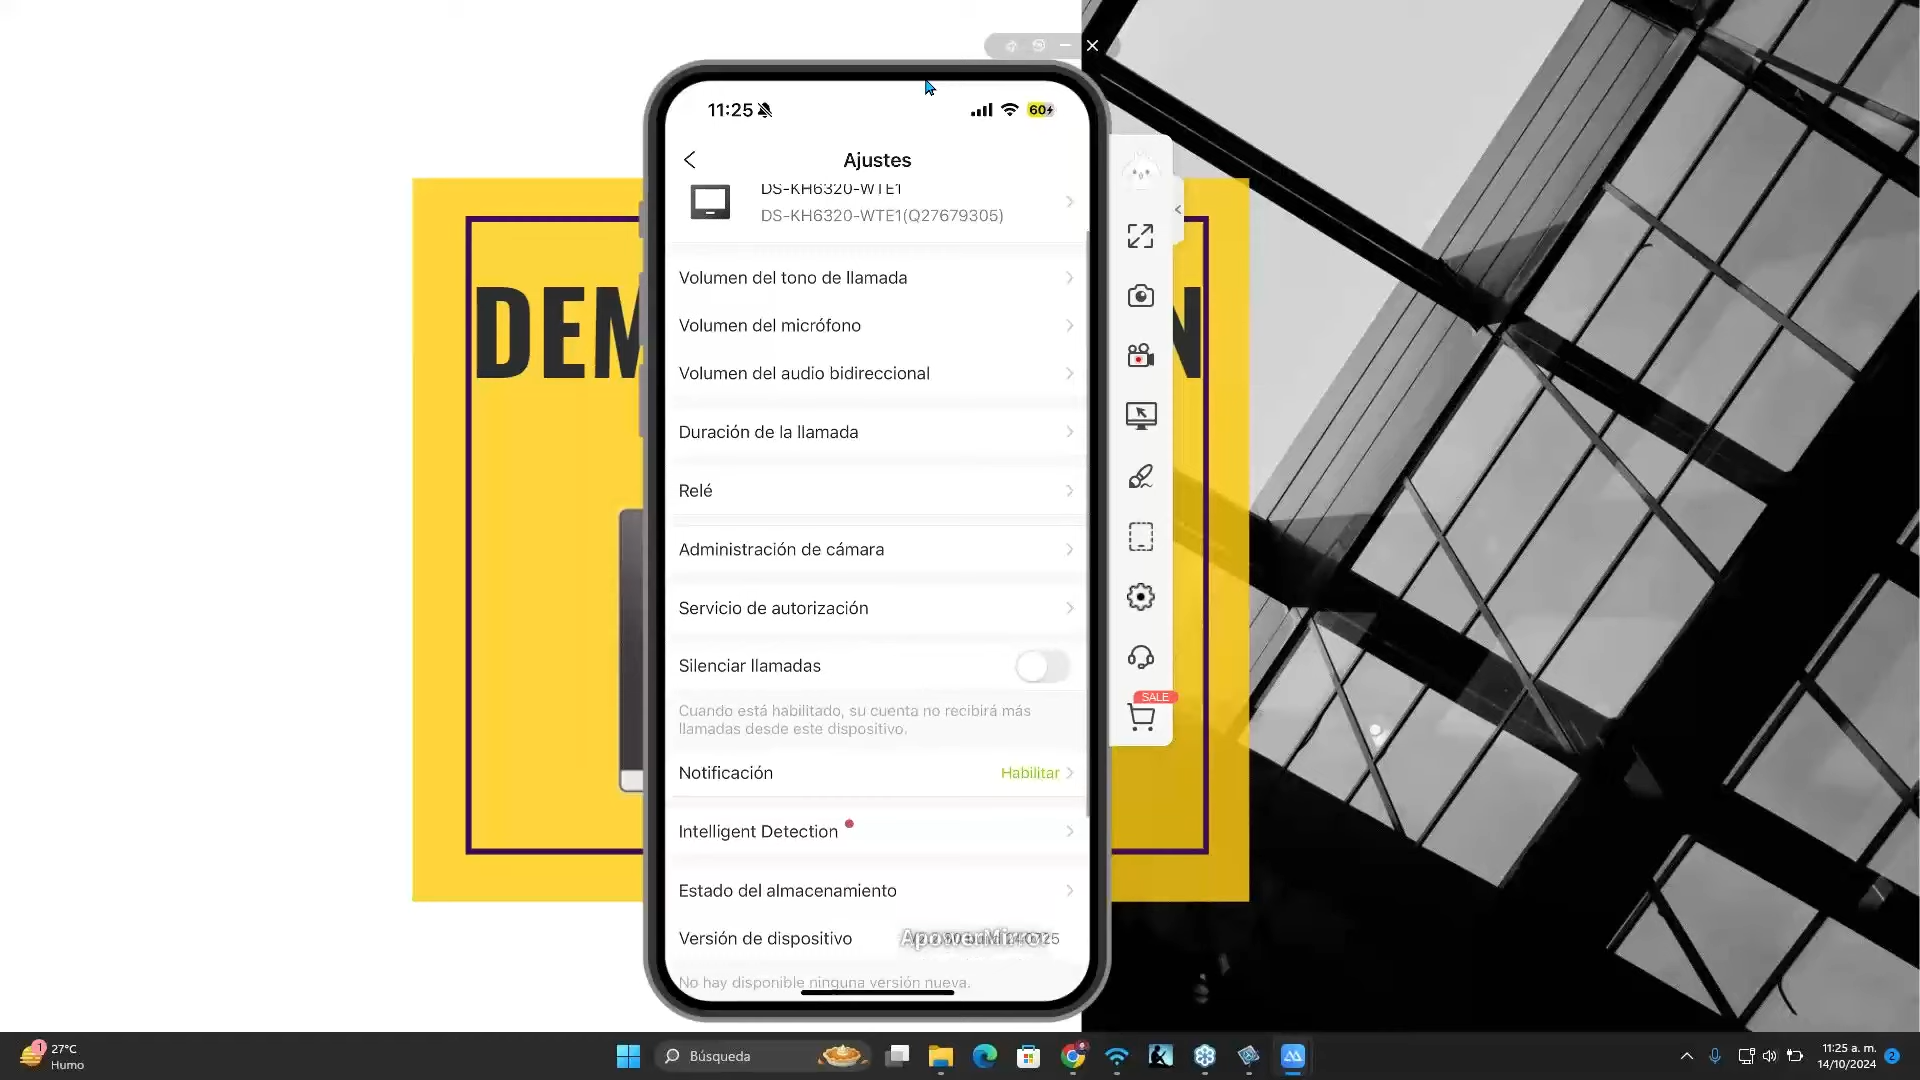 11:25
60
Ajustes
DS-KH6320-WTE1
DS-KH6320-WTE1(Q27679305)
Volumen del tono de llamada
Volumen del micrófono
Volumen del audio bidireccional
Duración de la llamada
Relé
Administración de cámara
Servicio de autorización
Silenciar llamadas
Cuando está habilitado, su cuenta no recibirá más
llamadas desde este dispositivo.
Notificación Habilitar
Intelligent Detection
Estado del almacenamiento
Versión de dispositivo
ApowerMirror
No hay disponible ninguna versión nueva.
SALE
DEM
N
1
27°C
Humo
Búsqueda
11:25 a. m.
14/10/2024
2